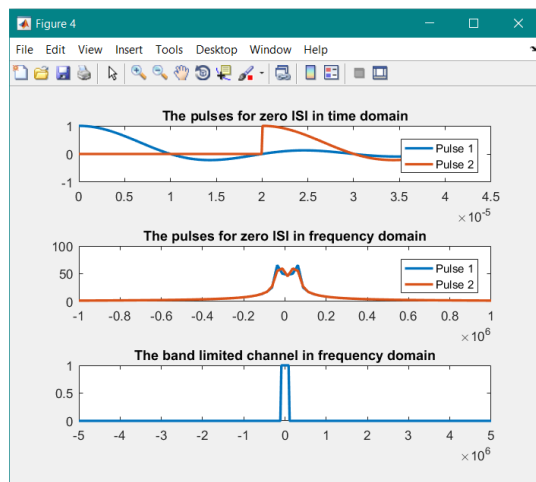 Figure 4
File Edit View Insert Tools Desktop Window Help
The pulses for zero ISI in time domain
1
0
-1
Pulse 1
Pulse 2
0 0.5 1 1.5 2 2.5 3 3.5 4 4.5
×10-5
The pulses for zero ISI in frequency domain
100
50
0
Pulse 1
Pulse 2
-1 -0.8 -0.6 -0.4 -0.2 0 0.2 0.4 0.6 0.8 1
×106
The band limited channel in frequency domain
1
0.5
0
-5 -4 -3 -2 -1 0 1 2 3 4 5
×106